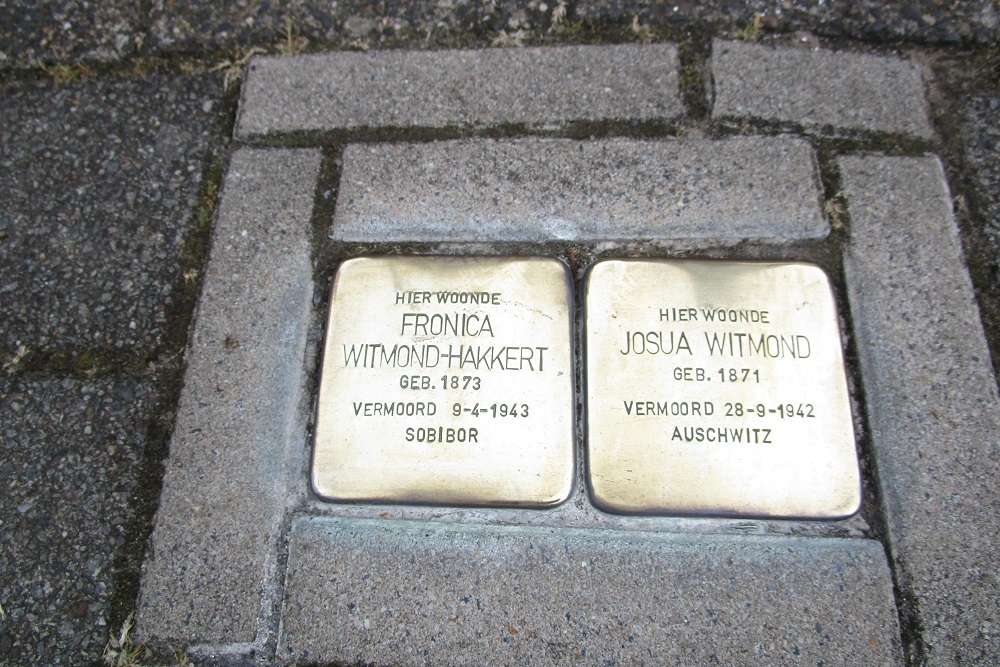 HIER WOONDE
FRONICA
WITMOND-HAKKERT
GEB. 1873
VERMOORD 9-4-1943
SOBIBOR
HIER WOONDE
JOSUA WITMOND
GEB. 1871
VERMOORD 28-9-1942
AUSCHWITZ